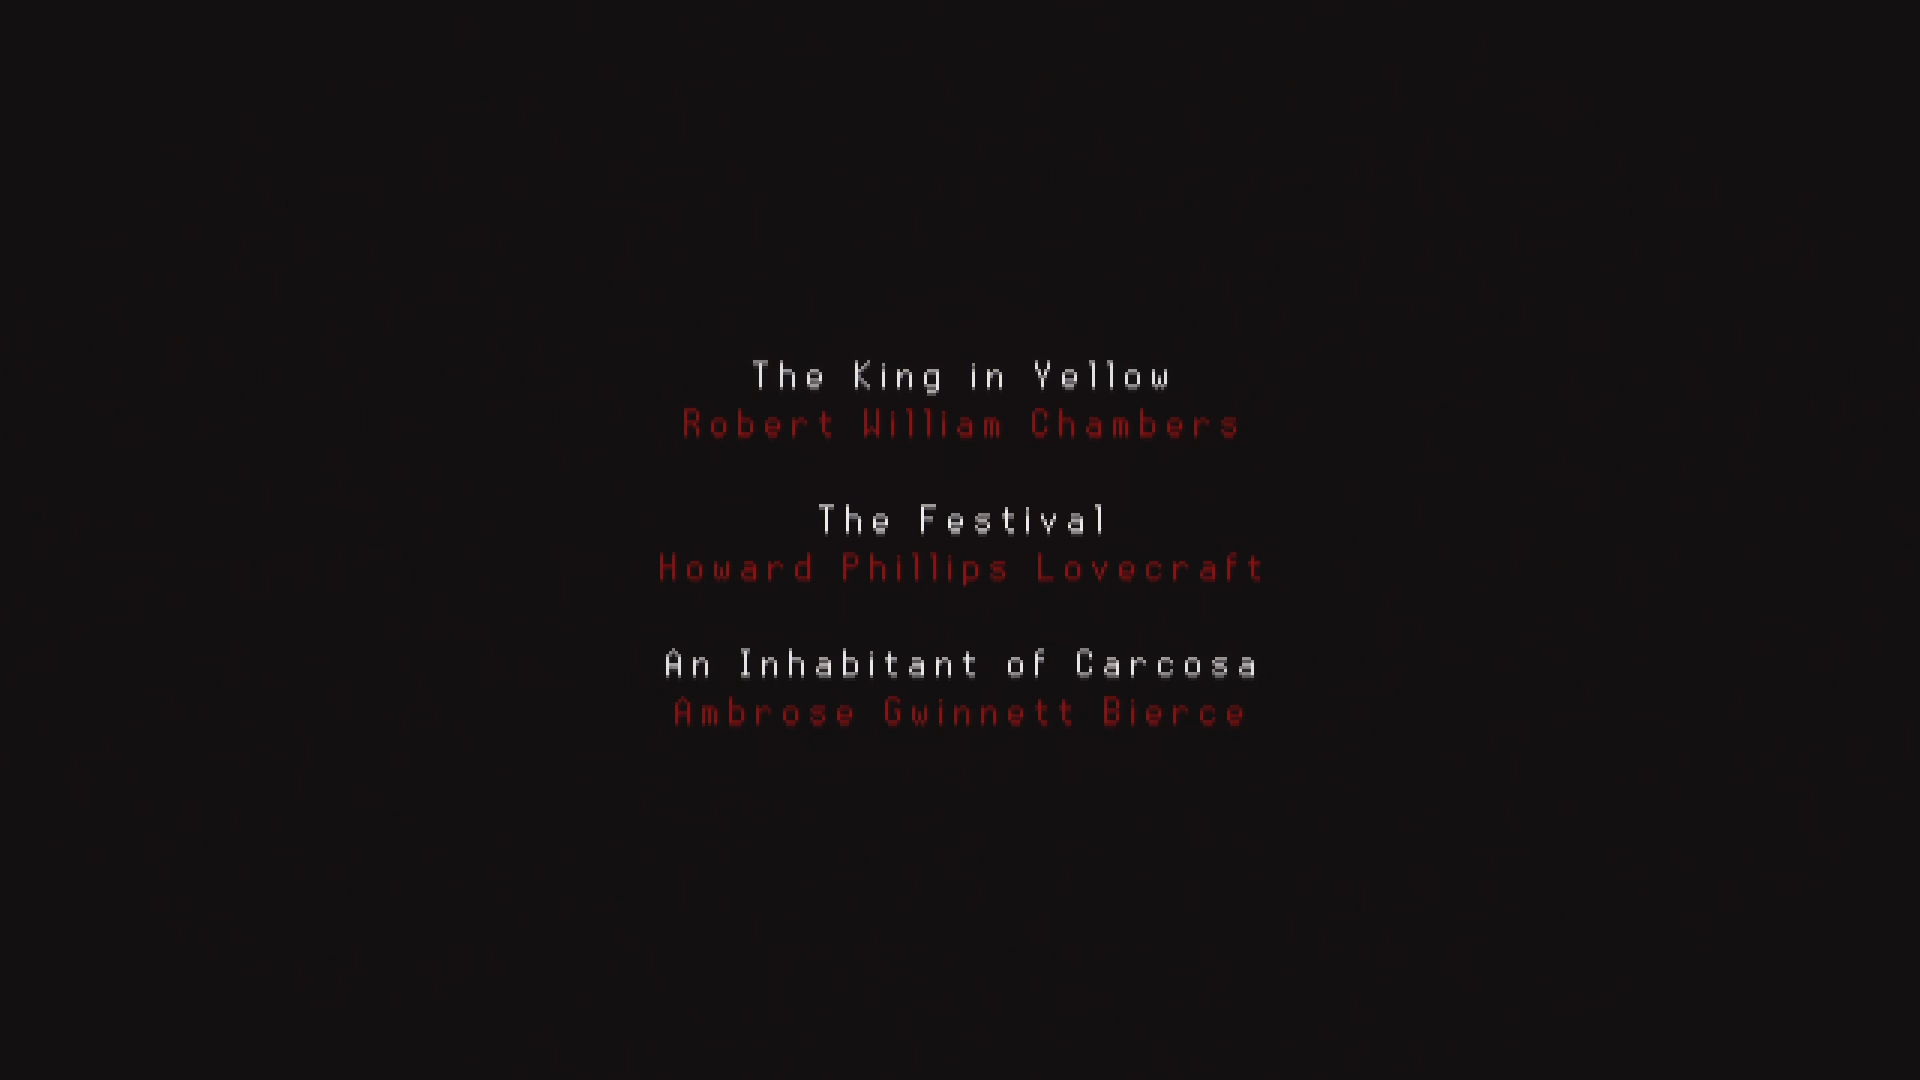 The King in Yellow
Robert William Chambers
The Festival
Howard Phillips Lovecraft
An Inhabitant of Carcosa
Ambrose Gwinnett Bierce